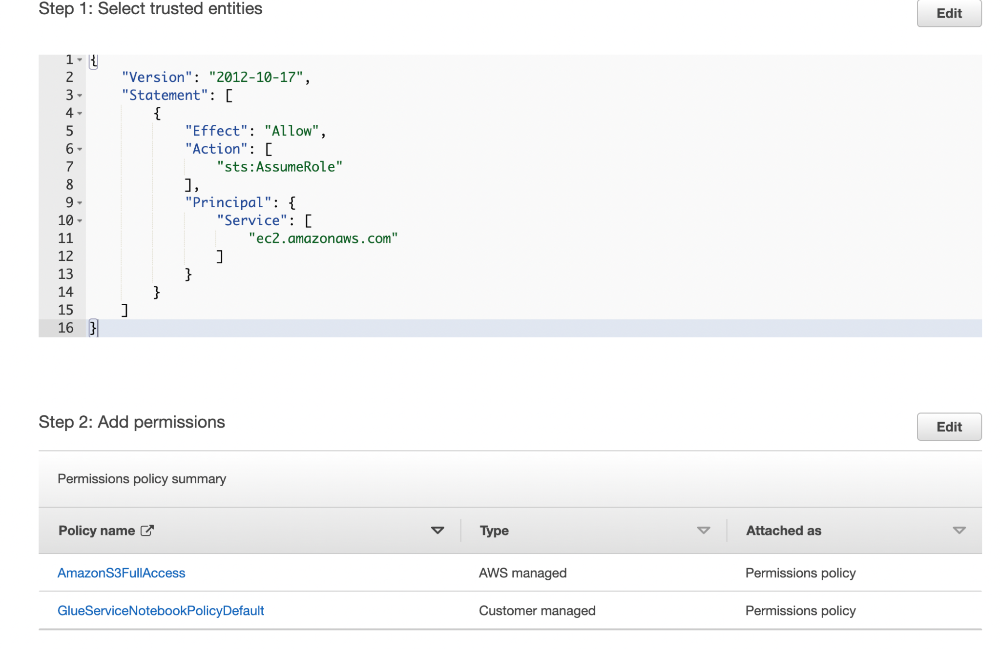 Step 1: Select trusted entities
Edit
1 {
2 "Version": "2012-10-17",
3 "Statement": [
4 {
5 "Effect": "Allow",
6 "Action": [
7 "sts:AssumeRole"
8 ],
9 "Principal": {
10 "Service": [
11 "ec2.amazonaws.com"
12 ]
13 }
14 }
15 ]
16 }
Step 2: Add permissions
Edit
Permissions policy summary
Policy name Type Attached as
AmazonS3FullAccess AWS managed Permissions policy
GlueServiceNotebookPolicyDefault Customer managed Permissions policy